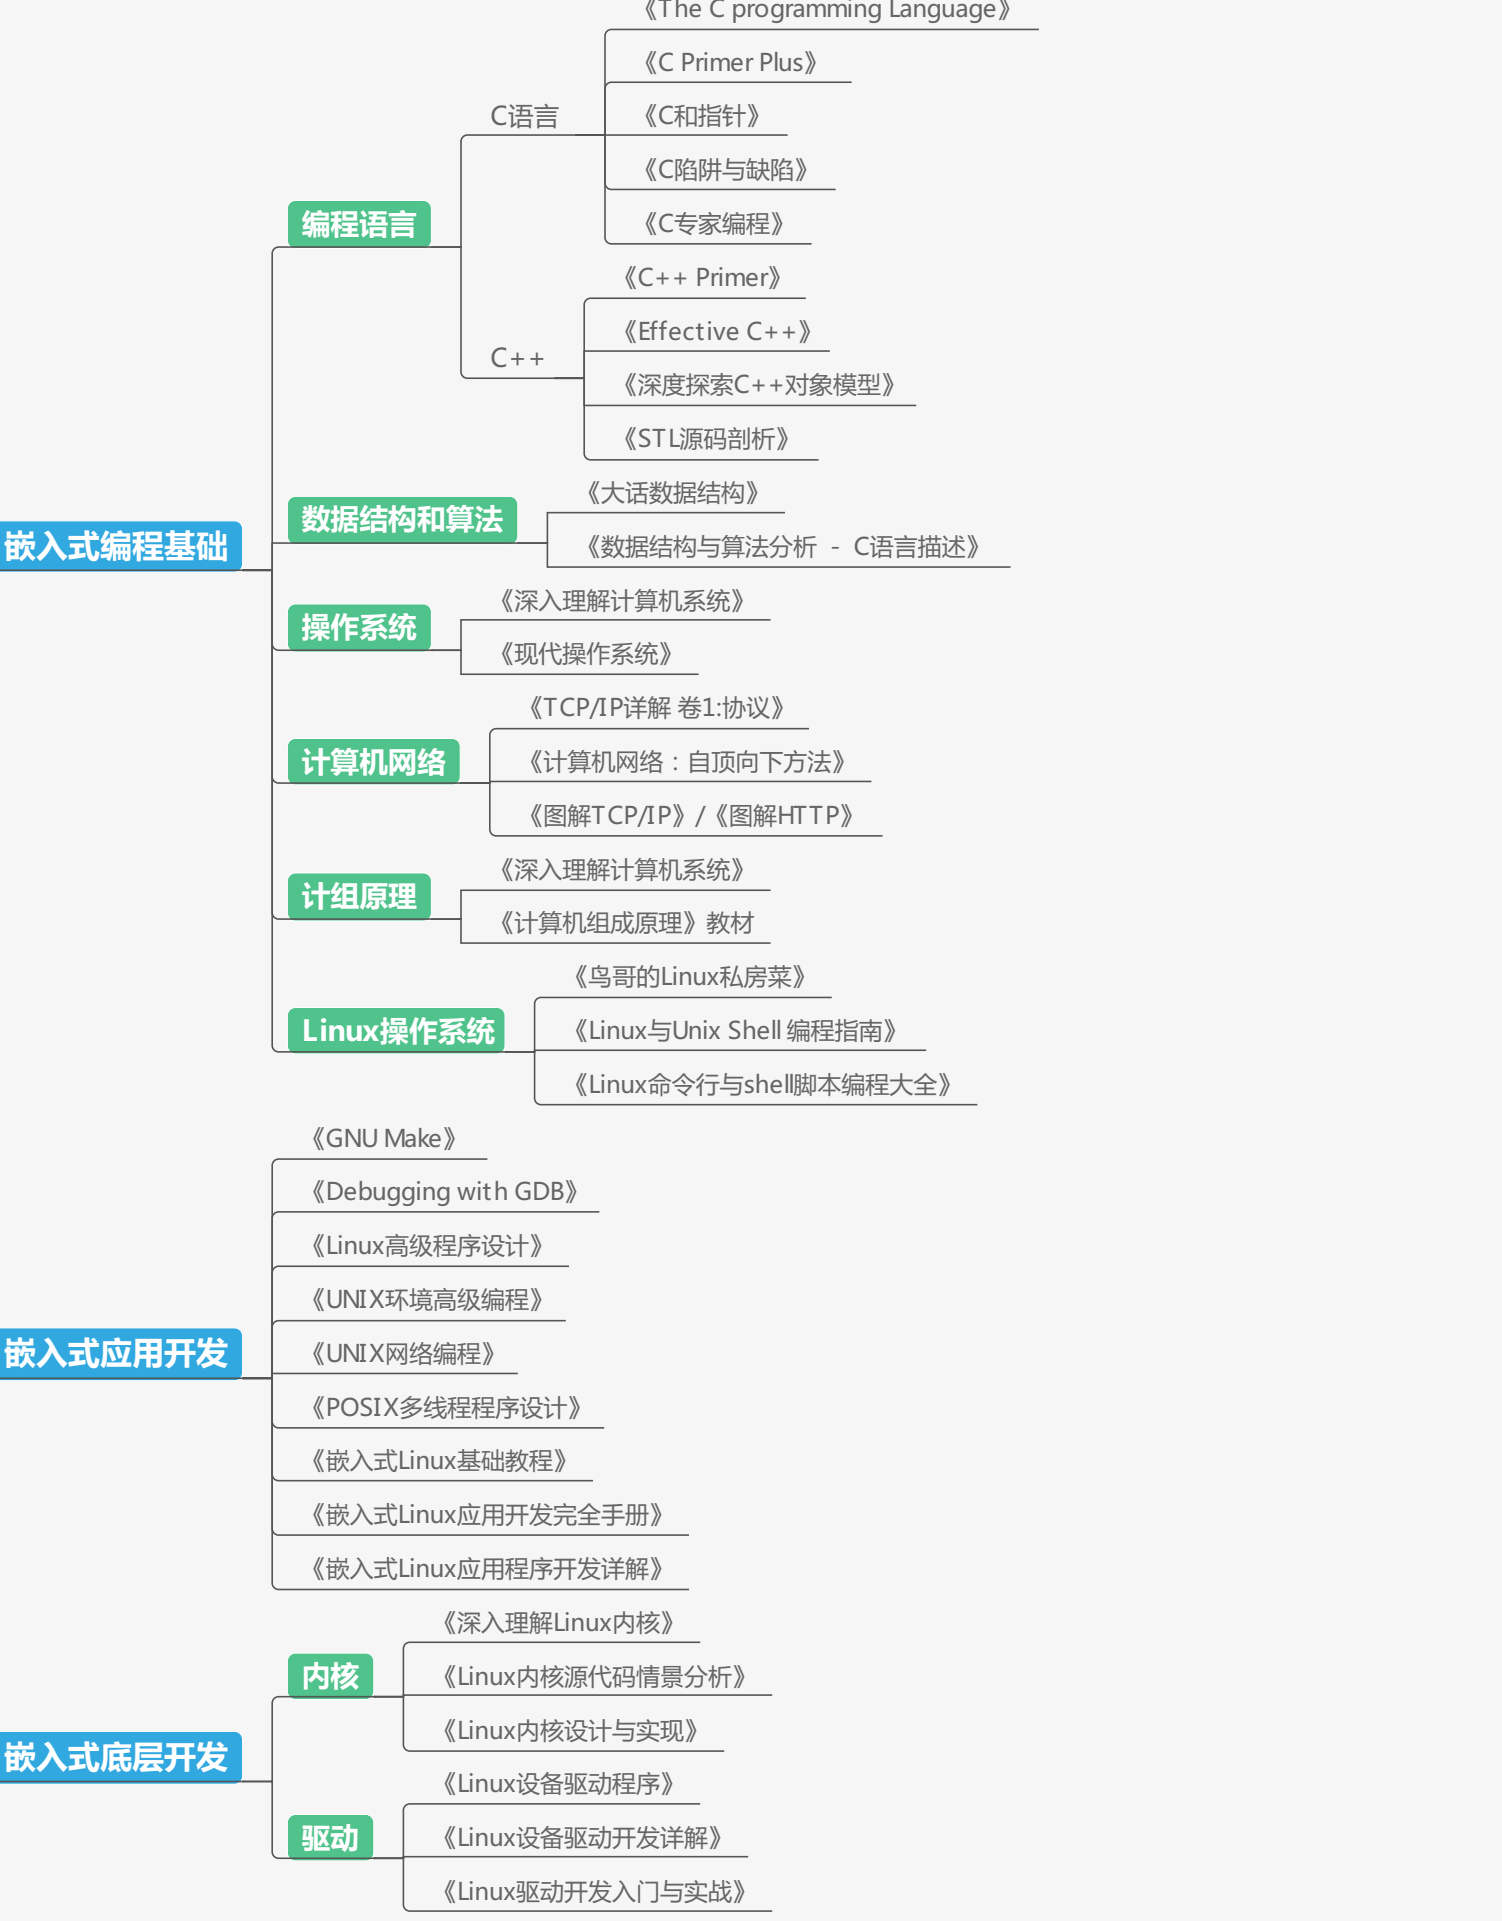 《The C programming Language》
《C Primer Plus》
C语言
《C和指针》
《C陷阱与缺陷》
编程语言
《C专家编程》
《C++ Primer》
《Effective C++》
C++
《深度探索C++对象模型》
《STL源码剖析》
嵌入式编程基础
数据结构和算法
《大话数据结构》
《数据结构与算法分析 - C语言描述》
操作系统
《深入理解计算机系统》
《现代操作系统》
计算机网络
《TCP/IP详解 卷1:协议》
《计算机网络：自顶向下方法》
《图解TCP/IP》/《图解HTTP》
计组原理
《深入理解计算机系统》
《计算机组成原理》教材
Linux操作系统
《鸟哥的Linux私房菜》
《Linux与Unix Shell 编程指南》
《Linux命令行与shell脚本编程大全》
嵌入式应用开发
《GNU Make》
《Debugging with GDB》
《Linux高级程序设计》
《UNIX环境高级编程》
《UNIX网络编程》
《POSIX多线程程序设计》
《嵌入式Linux基础教程》
《嵌入式Linux应用开发完全手册》
《嵌入式Linux应用程序开发详解》
嵌入式底层开发
内核
《深入理解Linux内核》
《Linux内核源代码情景分析》
《Linux内核设计与实现》
驱动
《Linux设备驱动程序》
《Linux设备驱动开发详解》
《Linux驱动开发入门与实战》